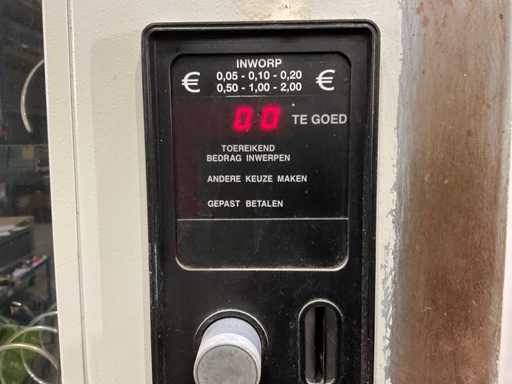 INWORP
€ 0,05 - 0,10 - 0,20 €
0,50 - 1,00 - 2,00
00 TE GOED
TOEREIKEND
BEDRAG INWERPEN
ANDERE KEUZE MAKEN
GEPAST BETALEN